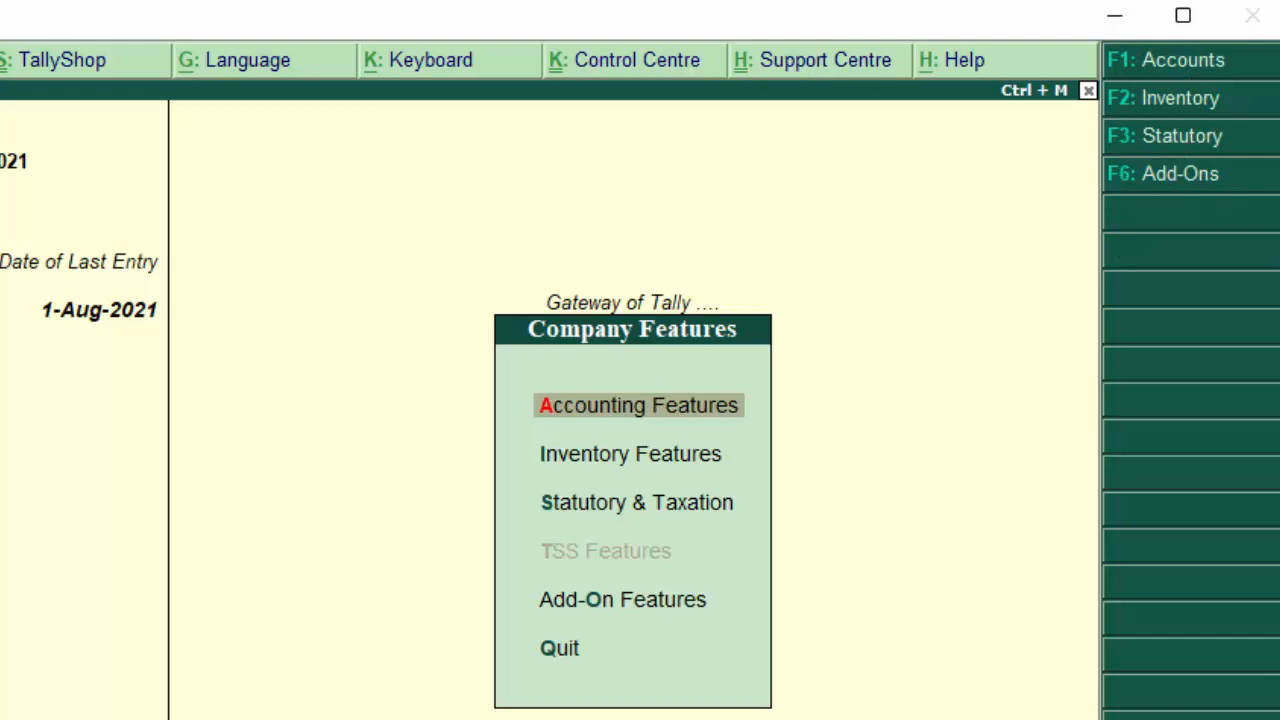 S: TallyShop G: Language K: Keyboard K: Control Centre H: Support Centre H: Help
Ctrl + M
F1: Accounts
F2: Inventory
F3: Statutory
F6: Add-Ons
021
Date of Last Entry
1-Aug-2021
Gateway of Tally ....
Company Features
Accounting Features
Inventory Features
Statutory & Taxation
TSS Features
Add-On Features
Quit